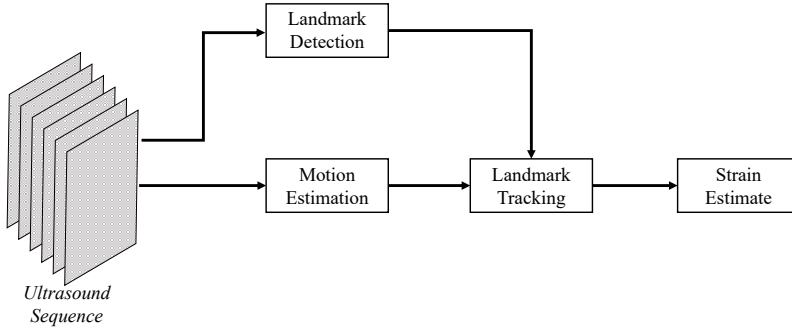 Landmark
Detection
Motion
Estimation
Landmark
Tracking
Strain
Estimate
Ultrasound
Sequence